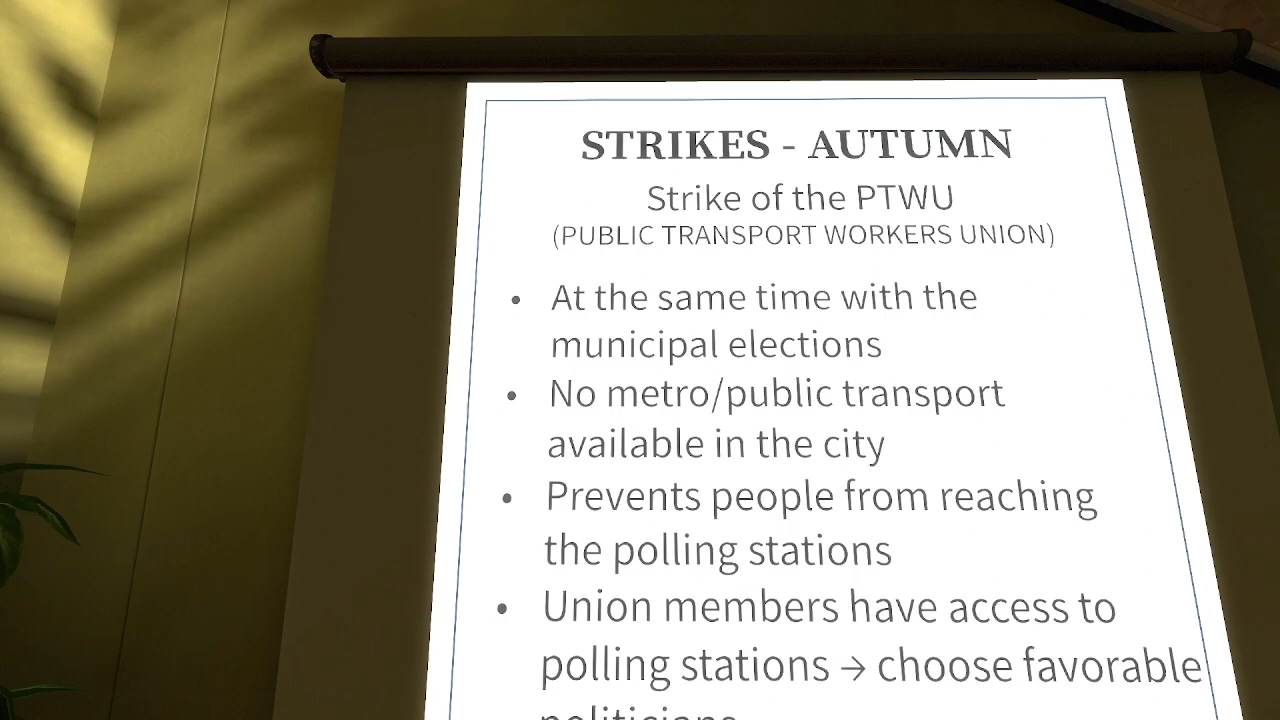 STRIKES - AUTUMN
Strike of the PTWU
(PUBLIC TRANSPORT WORKERS UNION)
• At the same time with the
municipal elections
• No metro/public transport
available in the city
• Prevents people from reaching
the polling stations
• Union members have access to
polling stations → choose favorable
politicians